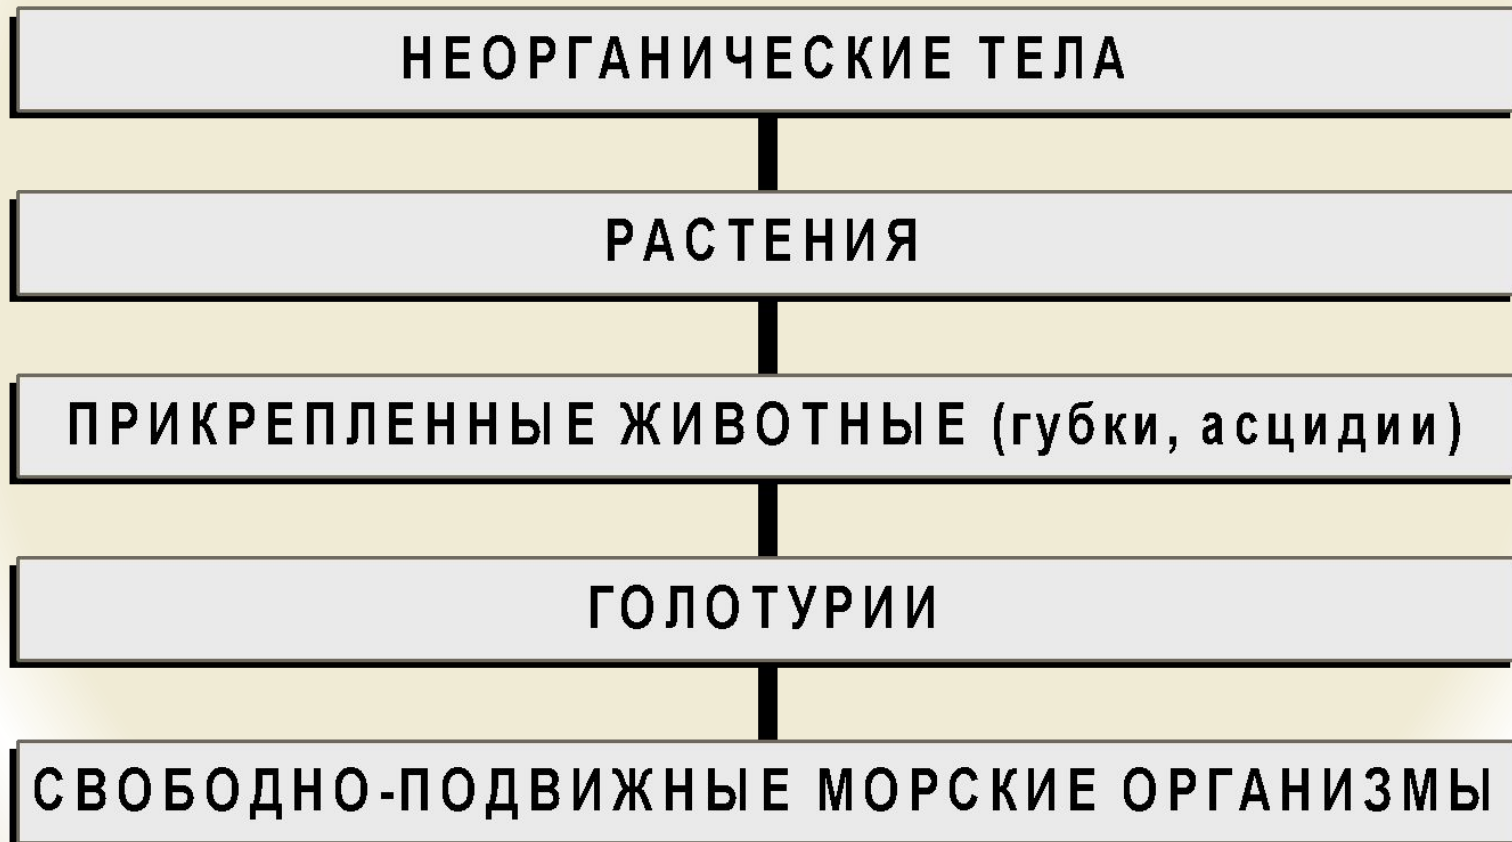 НЕОРГАНИЧЕСКИЕ ТЕЛА
РАСТЕНИЯ
ПРИКРЕПЛЕННЫЕ ЖИВОТНЫЕ (губки, асцидии)
ГОЛОТУРИИ
СВОБОДНО-ПОДВИЖНЫЕ МОРСКИЕ ОРГАНИЗМЫ